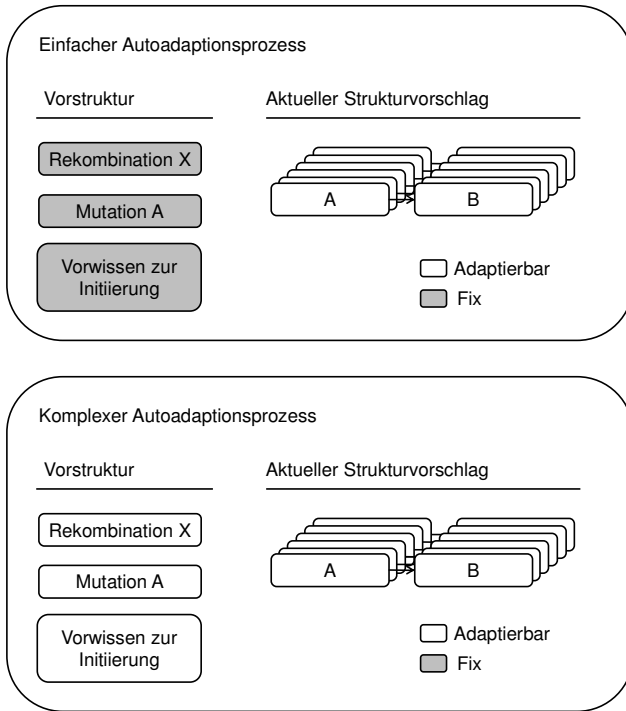 Einfacher Autoadaptionsprozess
Vorstruktur
Aktueller Strukturvorschlag
Rekombination X
Mutation A
Vorwissen zur
Initiierung
A
B
Adaptierbar
Fix
Komplexer Autoadaptionsprozess
Vorstruktur
Aktueller Strukturvorschlag
Rekombination X
Mutation A
Vorwissen zur
Initiierung
A
B
Adaptierbar
Fix